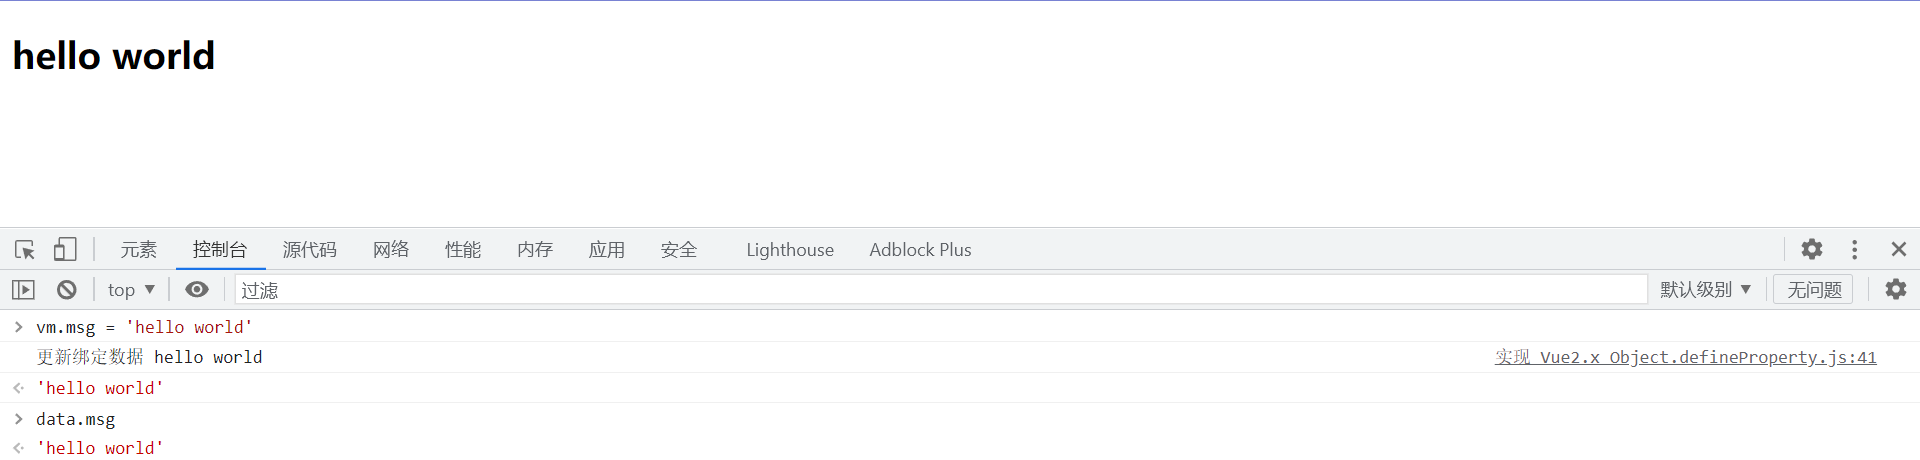 hello world
元素 控制台 源代码 网络 性能 内存 应用 安全 Lighthouse Adblock Plus
top 过滤 默认级别 无问题
vm.msg = 'hello world'
更新绑定数据 hello world 实现 Vue2.x Object.defineProperty.js:41
'hello world'
data.msg
'hello world'